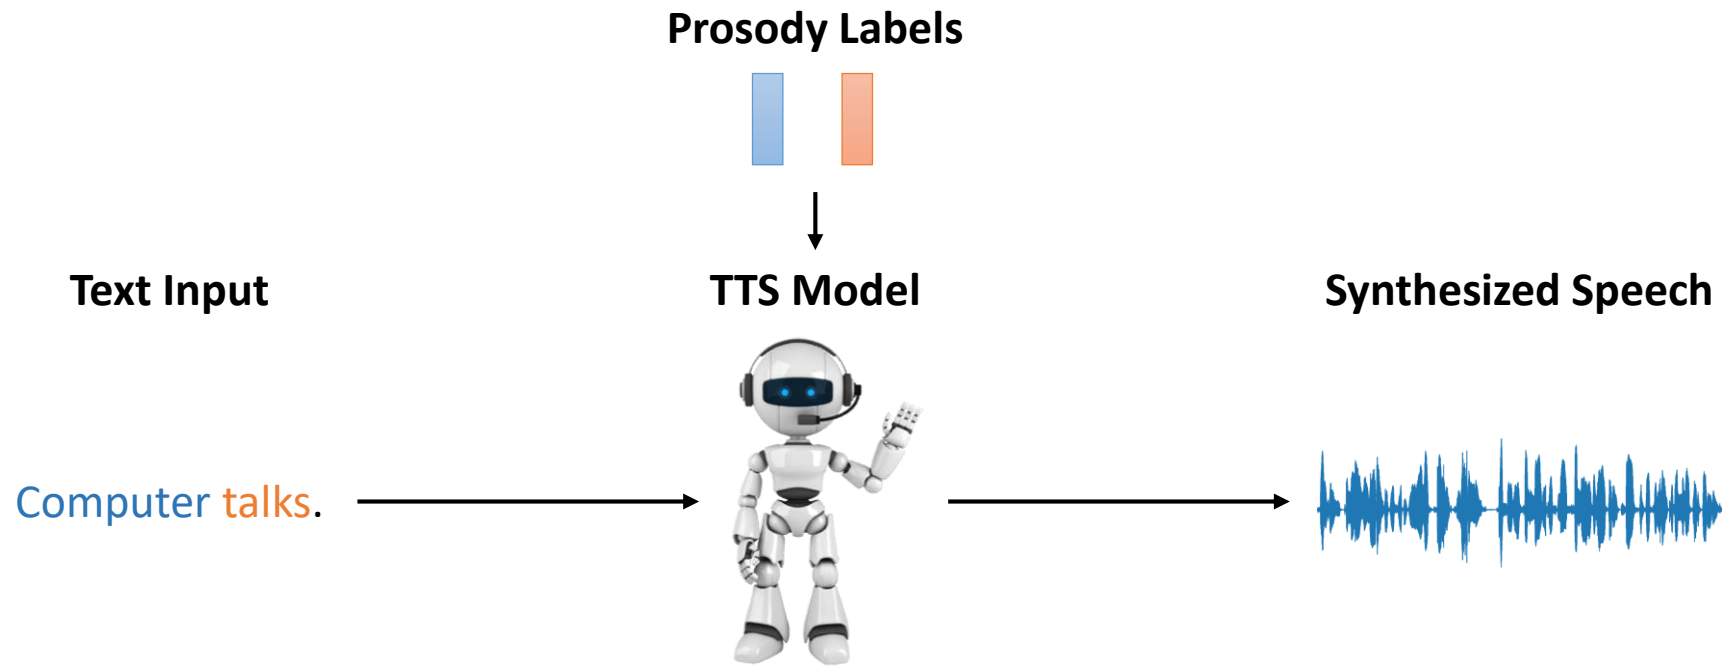 Prosody Labels
Text Input
TTS Model
Synthesized Speech
Computer talks.